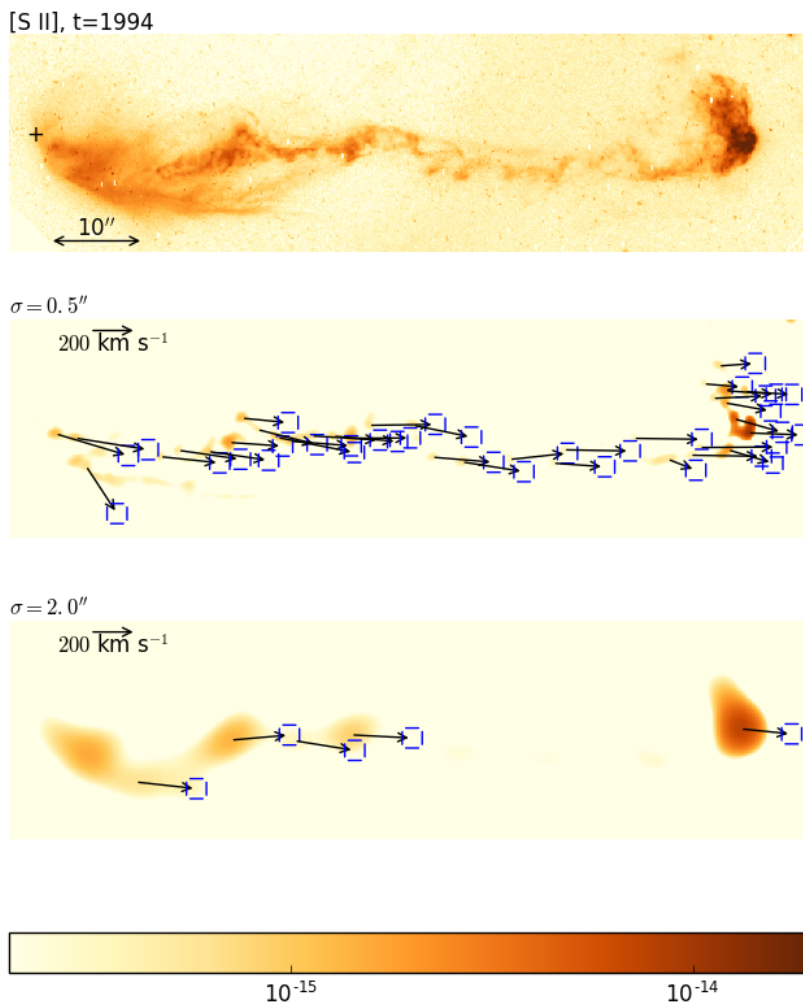 [S II], t=1994
+
10′′
σ = 0.5′′
200 km s⁻¹
σ = 2.0′′
200 km s⁻¹
10⁻¹⁵ 10⁻¹⁴